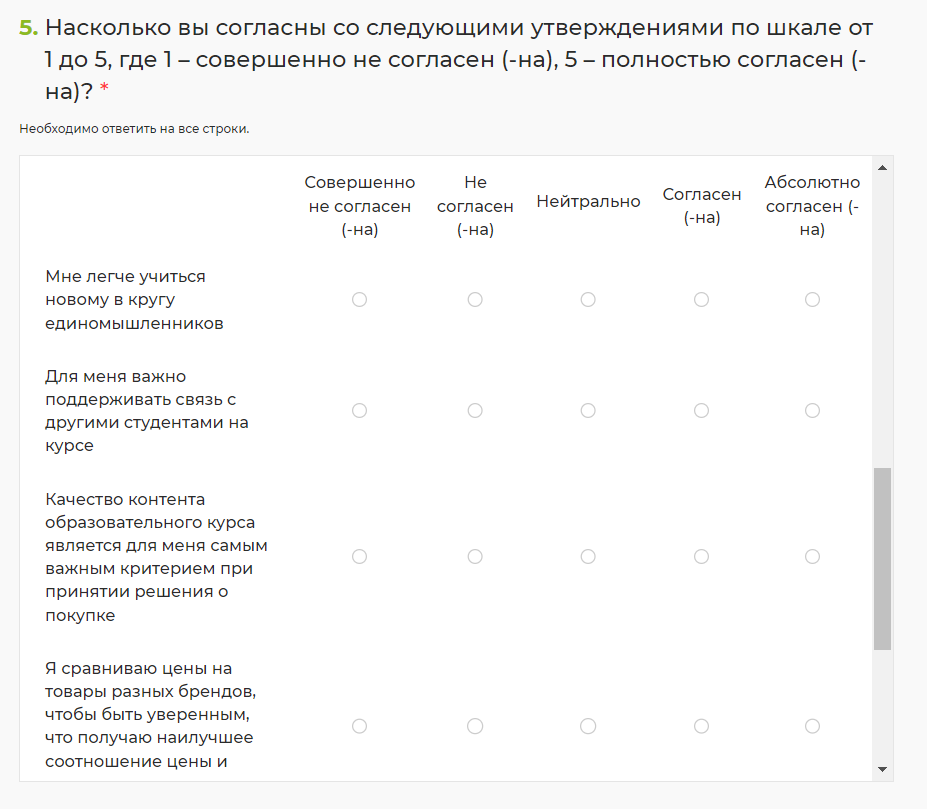 5. Насколько вы согласны со следующими утверждениями по шкале от
1 до 5, где 1 – совершенно не согласен (-на), 5 – полностью согласен (-
на)? *
Необходимо ответить на все строки.
Совершенно
не согласен
(-на)
Не
согласен
(-на)
Нейтрально
Согласен
(-на)
Абсолютно
согласен (-
на)
Мне легче учиться
новому в кругу
единомышленников
Для меня важно
поддерживать связь с
другими студентами на
курсе
Качество контента
образовательного курса
является для меня самым
важным критерием при
принятии решения о
покупке
Я сравниваю цены на
товары разных брендов,
чтобы быть уверенным,
что получаю наилучшее
соотношение цены и